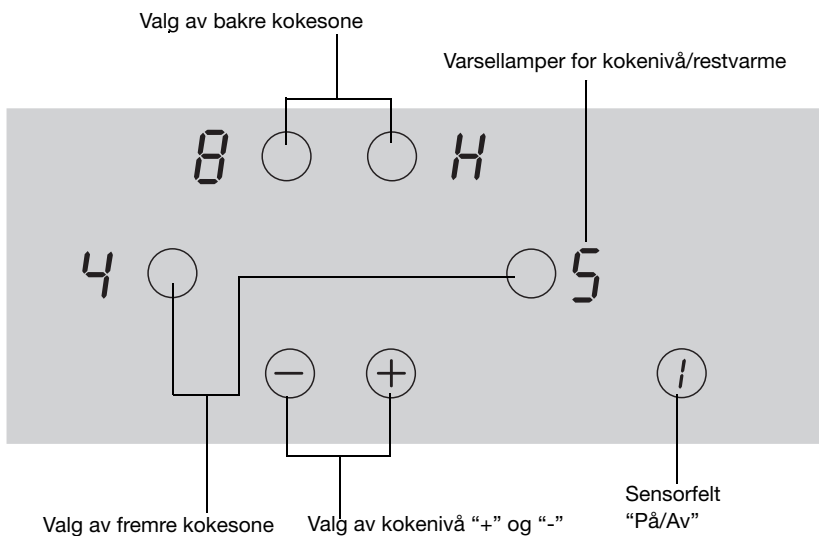 Valg av bakre kokesone
Varsellamper for kokenivå/restvarme
8 H
4 5
− +
Valg av fremre kokesone
Valg av kokenivå “+” og “-”
Sensorfelt
“På/Av”